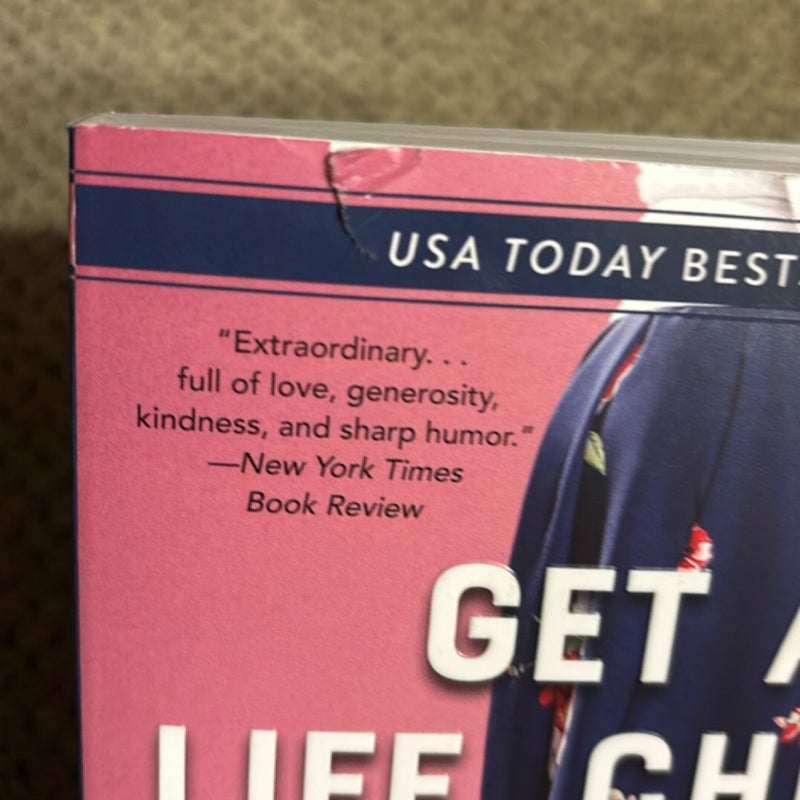 USA TODAY BEST
"Extraordinary. . .
full of love, generosity,
kindness, and sharp humor."
—New York Times
Book Review
GET A
LIFE, CH